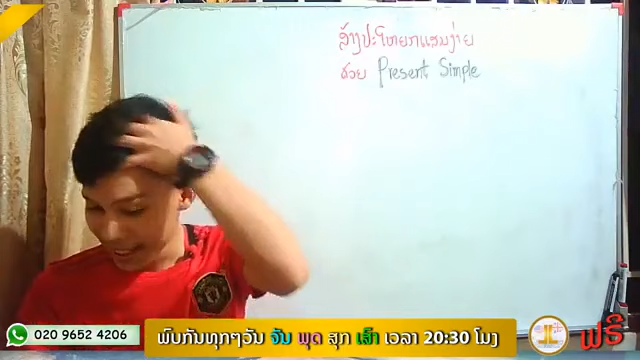 ສ້າງປະໂຫຍກແສນງ່າຍ
ດ້ວຍ Present Simple
020 9652 4206
ພົບກັນທຸກໆວັນ ຈັນ ພຸດ ສຸກ ເສົາ ເວລາ 20:30 ໂມງ
ຟຣີ